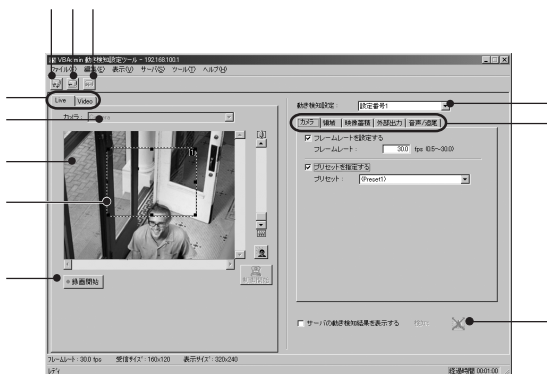 VBAdmin 動き検知設定ツール - 192.168.100.1
ファイル(F) 編集(E) 表示(V) サーバ(S) ツール(T) ヘルプ(H)
Live Video
カメラ:
録画開始
動き検知設定: 設定番号1
カメラ 領域 映像蓄積 外部出力 音声/追尾
フレームレートを設定する
フレームレート: 30.0 fps (0.5~30.0)
プリセットを指定する
プリセット: (Preset1)
サーバの動き検知結果を表示する
フレームレート: 30.0 fps 受信サイズ: 160x120 表示サイズ: 320x240
レディ 経過時間 00:01:00